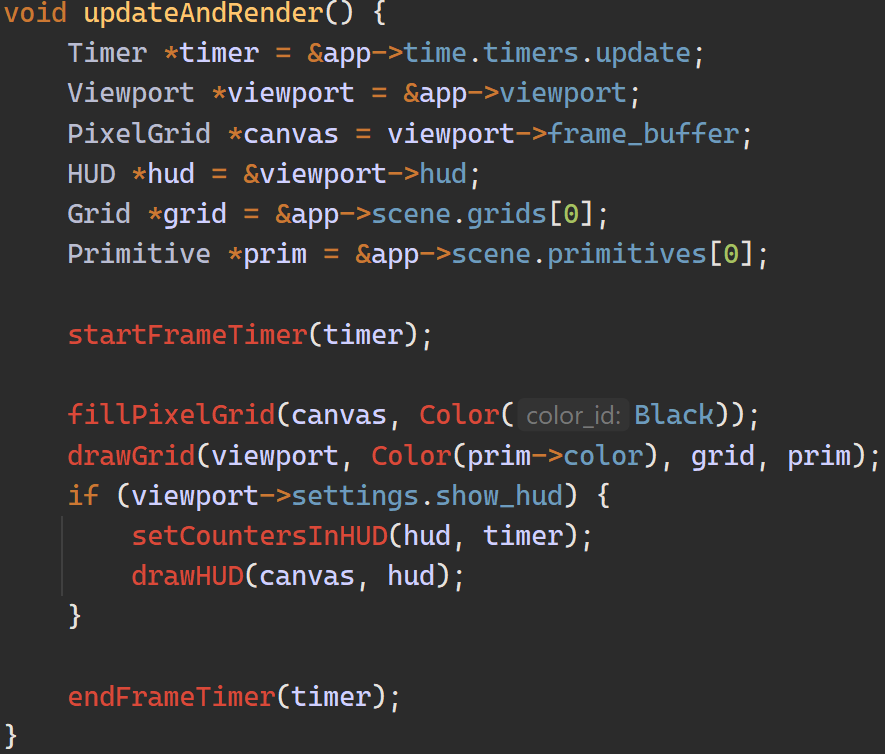 void updateAndRender() {
    Timer *timer = &app->time.timers.update;
    Viewport *viewport = &app->viewport;
    PixelGrid *canvas = viewport->frame_buffer;
    HUD *hud = &viewport->hud;
    Grid *grid = &app->scene.grids[0];
    Primitive *prim = &app->scene.primitives[0];

    startFrameTimer(timer);

    fillPixelGrid(canvas, Color( color_id: Black));
    drawGrid(viewport, Color(prim->color), grid, prim);
    if (viewport->settings.show_hud) {
        setCountersInHUD(hud, timer);
        drawHUD(canvas, hud);
    }

    endFrameTimer(timer);
}